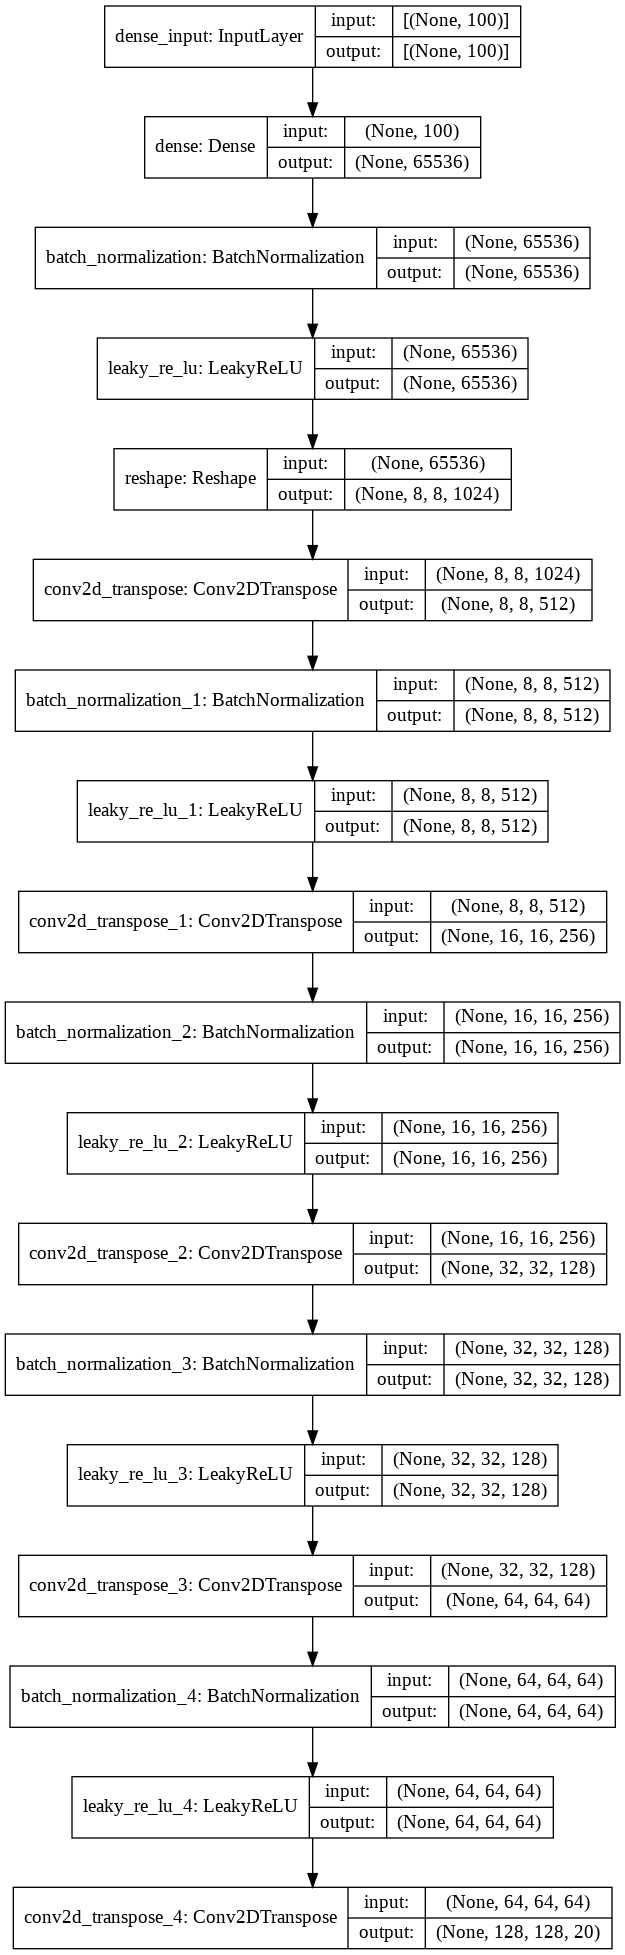 dense_input: InputLayer
input: [(None, 100)]
output: [(None, 100)]
dense: Dense
input: (None, 100)
output: (None, 65536)
batch_normalization: BatchNormalization
input: (None, 65536)
output: (None, 65536)
leaky_re_lu: LeakyReLU
input: (None, 65536)
output: (None, 65536)
reshape: Reshape
input: (None, 65536)
output: (None, 8, 8, 1024)
conv2d_transpose: Conv2DTranspose
input: (None, 8, 8, 1024)
output: (None, 8, 8, 512)
batch_normalization_1: BatchNormalization
input: (None, 8, 8, 512)
output: (None, 8, 8, 512)
leaky_re_lu_1: LeakyReLU
input: (None, 8, 8, 512)
output: (None, 8, 8, 512)
conv2d_transpose_1: Conv2DTranspose
input: (None, 8, 8, 512)
output: (None, 16, 16, 256)
batch_normalization_2: BatchNormalization
input: (None, 16, 16, 256)
output: (None, 16, 16, 256)
leaky_re_lu_2: LeakyReLU
input: (None, 16, 16, 256)
output: (None, 16, 16, 256)
conv2d_transpose_2: Conv2DTranspose
input: (None, 16, 16, 256)
output: (None, 32, 32, 128)
batch_normalization_3: BatchNormalization
input: (None, 32, 32, 128)
output: (None, 32, 32, 128)
leaky_re_lu_3: LeakyReLU
input: (None, 32, 32, 128)
output: (None, 32, 32, 128)
conv2d_transpose_3: Conv2DTranspose
input: (None, 32, 32, 128)
output: (None, 64, 64, 64)
batch_normalization_4: BatchNormalization
input: (None, 64, 64, 64)
output: (None, 64, 64, 64)
leaky_re_lu_4: LeakyReLU
input: (None, 64, 64, 64)
output: (None, 64, 64, 64)
conv2d_transpose_4: Conv2DTranspose
input: (None, 64, 64, 64)
output: (None, 128, 128, 20)